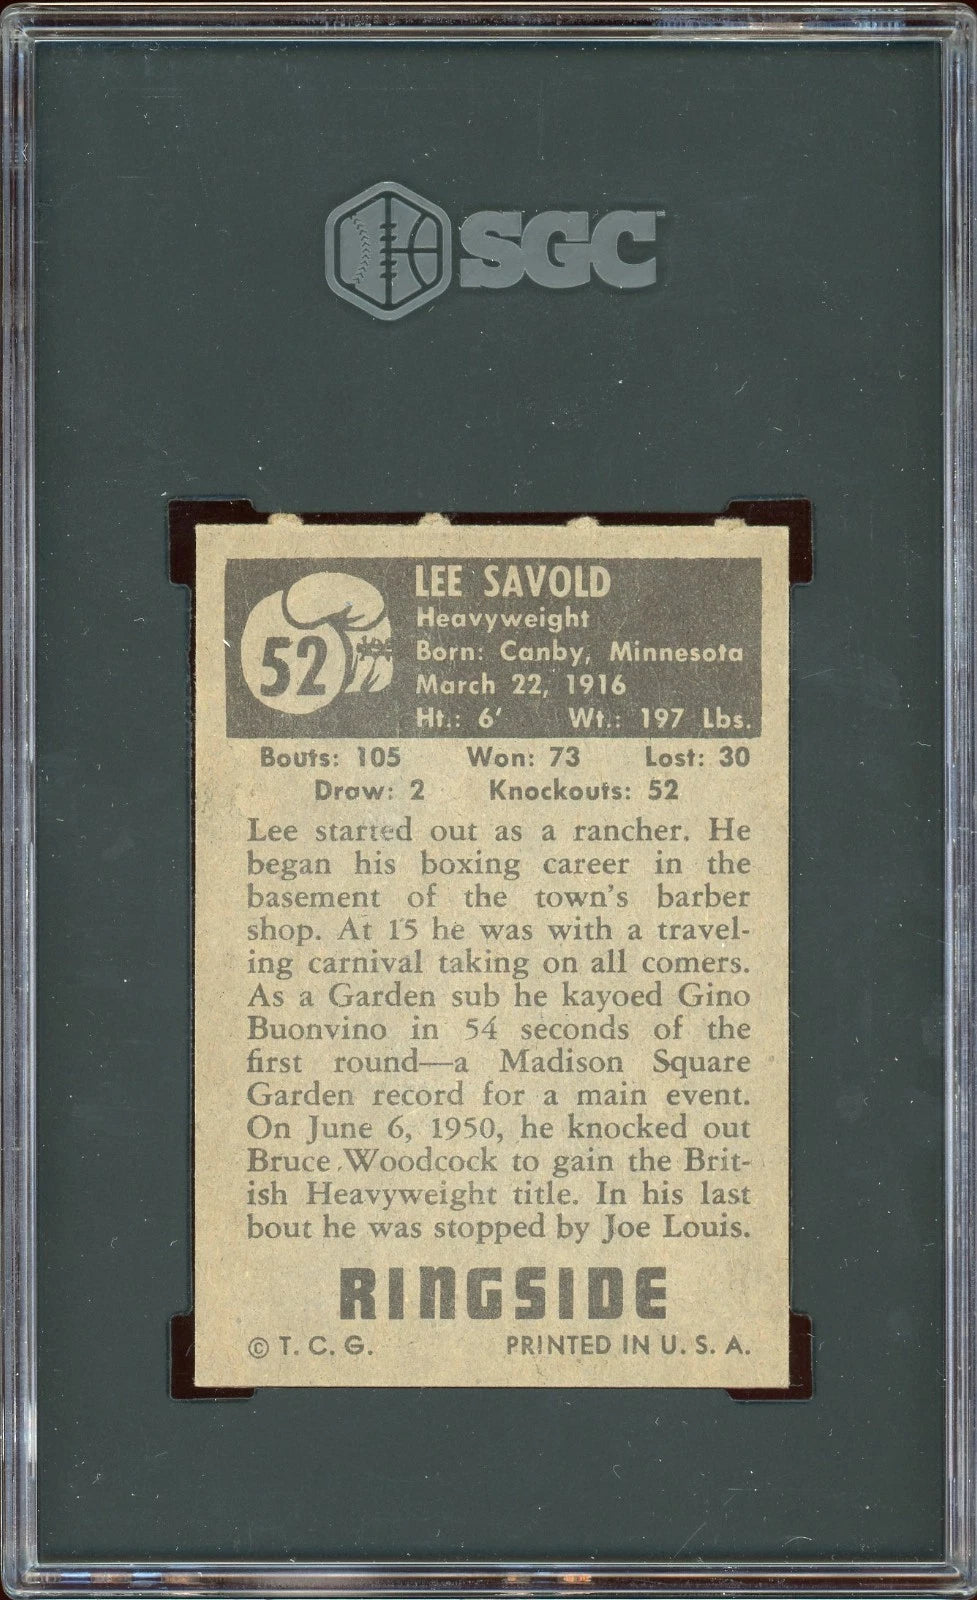 SGC
52
LEE SAVOLD
Heavyweight
Born: Canby, Minnesota
March 22, 1916
Ht.: 6' Wt.: 197 Lbs.
Bouts: 105 Won: 73 Lost: 30
Draw: 2 Knockouts: 52
Lee started out as a rancher. He
began his boxing career in the
basement of the town's barber
shop. At 15 he was with a travel-
ing carnival taking on all comers.
As a Garden sub he kayoed Gino
Buonvino in 54 seconds of the
first round—a Madison Square
Garden record for a main event.
On June 6, 1950, he knocked out
Bruce Woodcock to gain the Brit-
ish Heavyweight title. In his last
bout he was stopped by Joe Louis.
RINGSIDE
© T. C. G. PRINTED IN U. S. A.